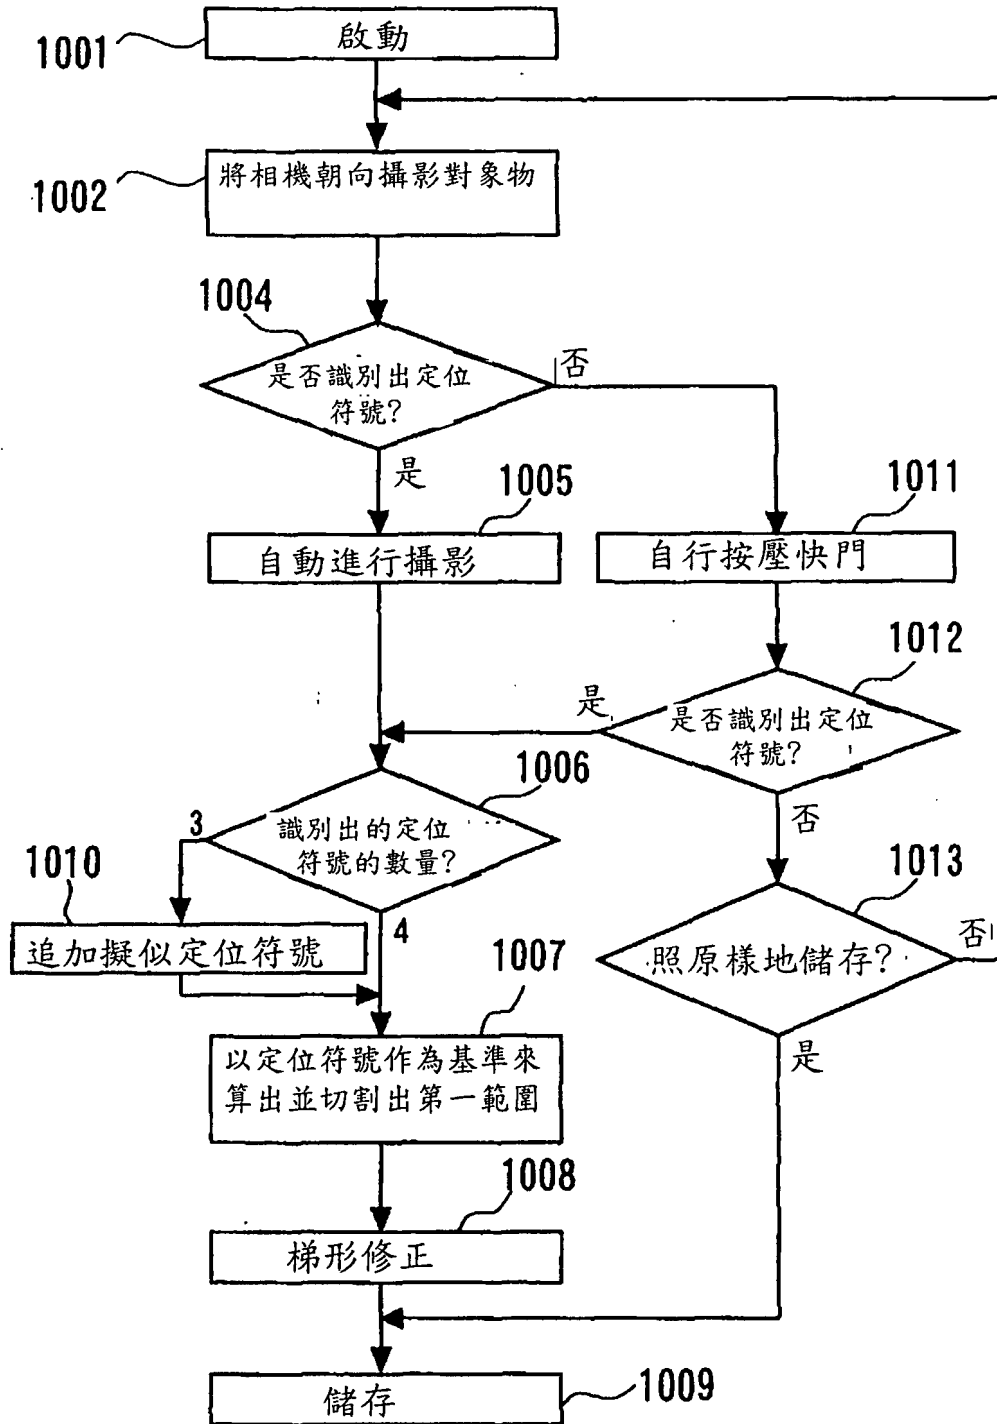 1001
啟動
1002
將相機朝向攝影對象物
1004
是否識別出定位
符號?
否
是
1005
自動進行攝影
1011
自行按壓快門
1012
是否識別出定位
符號?
是
否
1006
識別出的定位
符號的數量?
3
4
1010
追加擬似定位符號
1013
照原樣地儲存?
否
是
1007
以定位符號作為基準來
算出並切割出第一範圍
1008
梯形修正
1009
儲存